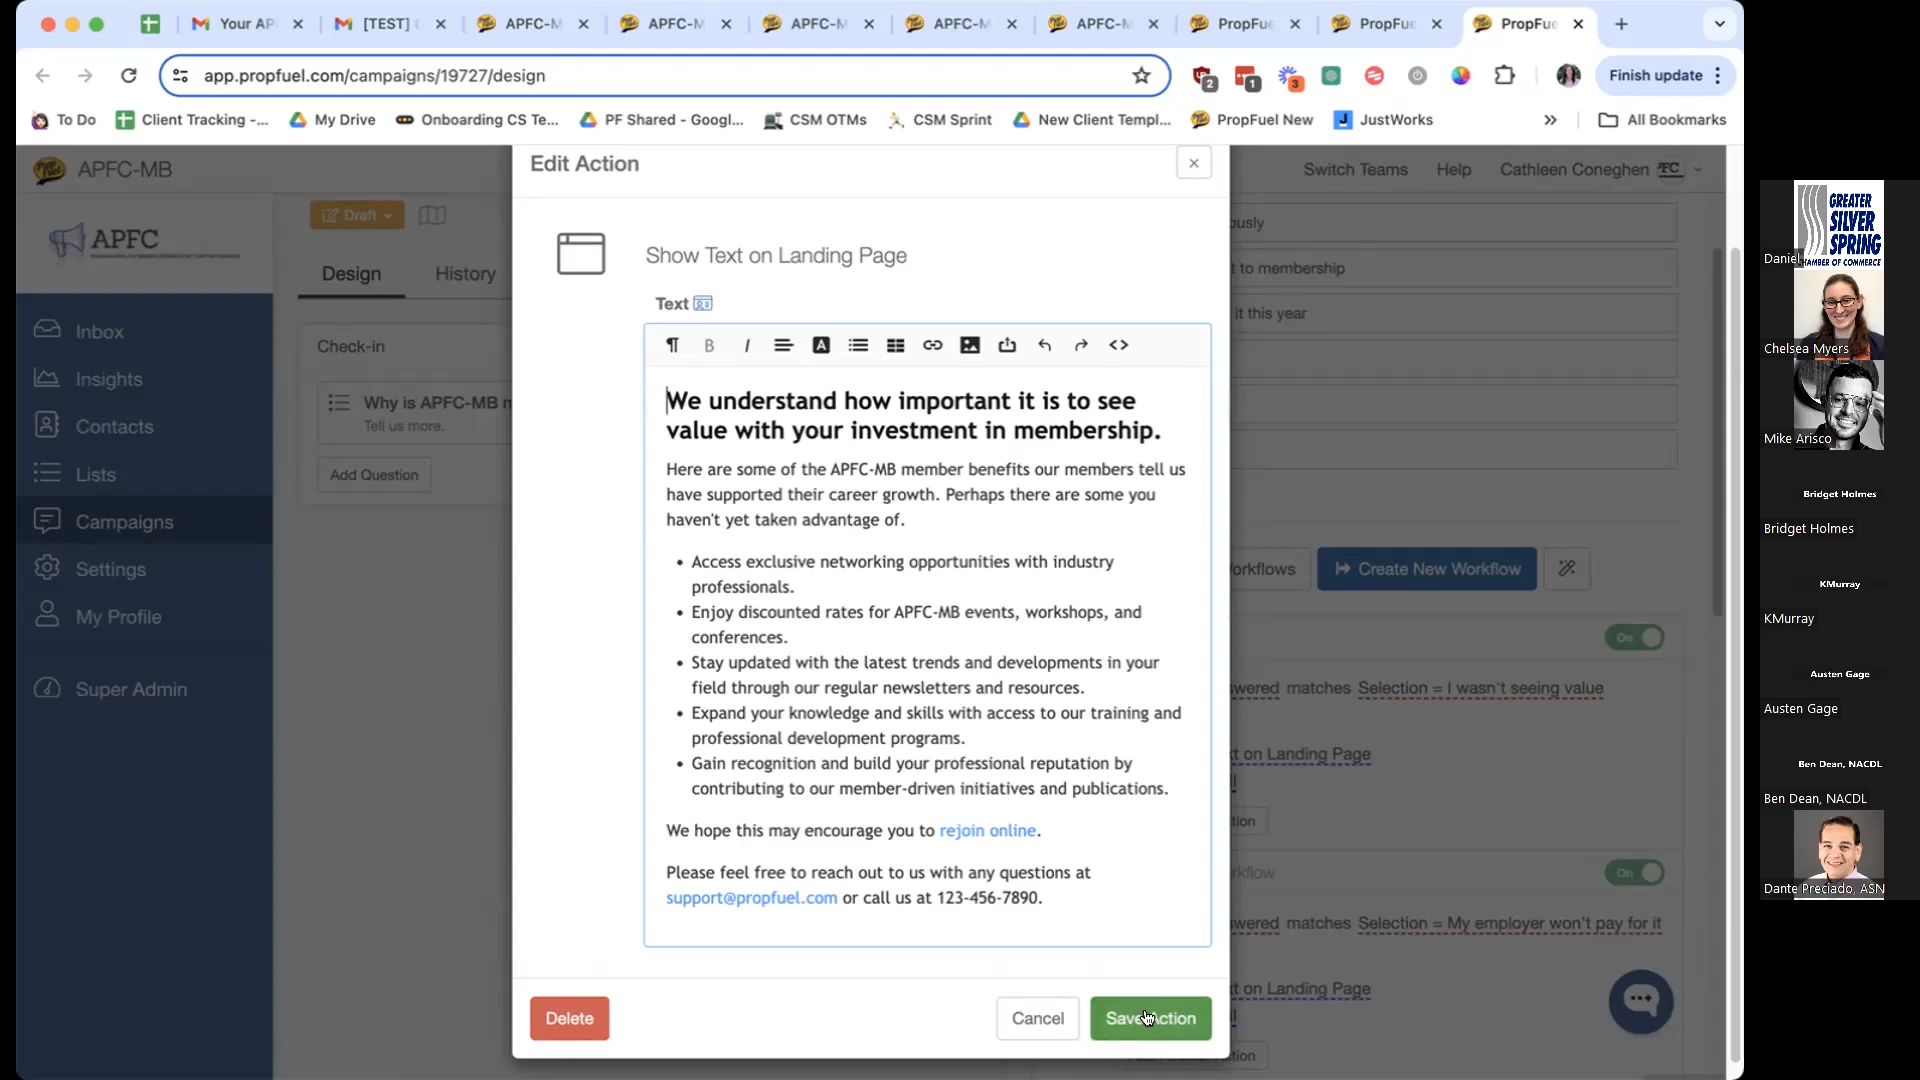 Your AP
[TEST]
APFC-M
APFC-M
APFC-M
APFC-M
APFC-M
PropFue
PropFue
PropFue
app.propfuel.com/campaigns/19727/design
2
1
3
Finish update
To Do
Client Tracking -...
My Drive
Onboarding CS Te...
PF Shared - Googl...
CSM OTMs
CSM Sprint
New Client Templ...
PropFuel New
JustWorks
All Bookmarks
APFC-MB
Edit Action
Switch Teams
Help
Cathleen Coneghen
APFC
Draft
Design
History
Inbox
Insights
Contacts
Lists
Campaigns
Settings
My Profile
Super Admin
Check-in
Why is APFC-MB m
Tell us more.
Add Question
Show Text on Landing Page
Text
We understand how important it is to see
value with your investment in membership.
Here are some of the APFC-MB member benefits our members tell us
have supported their career growth. Perhaps there are some you
haven't yet taken advantage of.
• Access exclusive networking opportunities with industry
professionals.
• Enjoy discounted rates for APFC-MB events, workshops, and
conferences.
• Stay updated with the latest trends and developments in your
field through our regular newsletters and resources.
• Expand your knowledge and skills with access to our training and
professional development programs.
• Gain recognition and build your professional reputation by
contributing to our member-driven initiatives and publications.
We hope this may encourage you to rejoin online.
Please feel free to reach out to us with any questions at
support@propfuel.com or call us at 123-456-7890.
Delete
Cancel
Save Action
ously
t to membership
it this year
orkflows
Create New Workflow
On
wered matches Selection = I wasn't seeing value
t on Landing Page
tion
rkflow
On
wered matches Selection = My employer won't pay for it
t on Landing Page
GREATER
SILVER
SPRING
CHAMBER OF COMMERCE
Daniel
Chelsea Myers
Mike Arisco
Bridget Holmes
Bridget Holmes
KMurray
KMurray
Austen Gage
Austen Gage
Ben Dean, NACDL
Ben Dean, NACDL
Dante Preciado, ASN